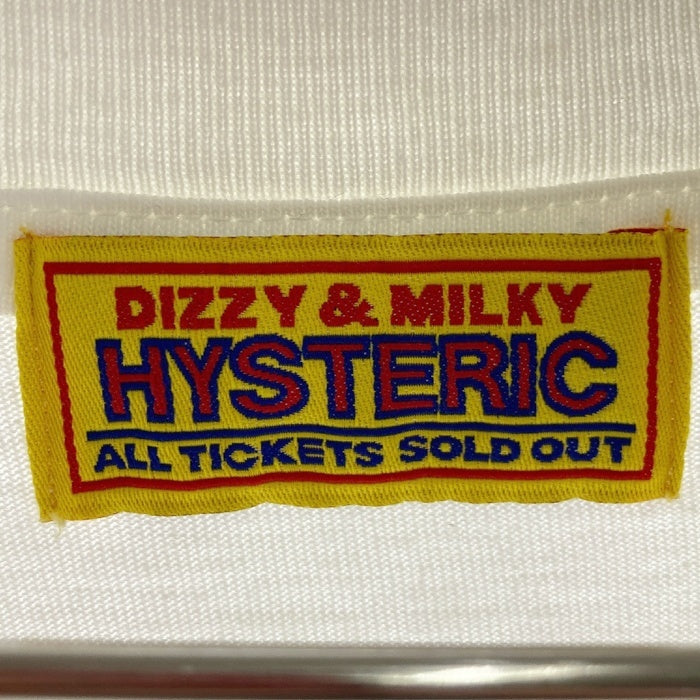 DIZZY & MILKY
HYSTERIC
ALL TICKETS SOLD OUT